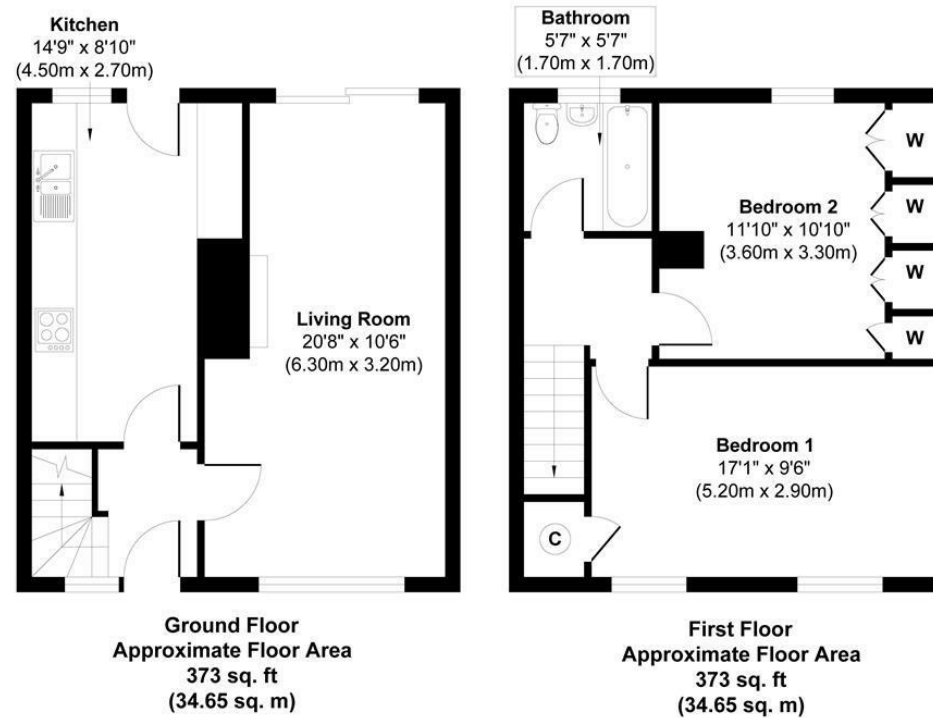 Kitchen
14'9" x 8'10"
(4.50m x 2.70m)
Living Room
20'8" x 10'6"
(6.30m x 3.20m)
Ground Floor
Approximate Floor Area
373 sq. ft
(34.65 sq. m)
Bathroom
5'7" x 5'7"
(1.70m x 1.70m)
Bedroom 2
11'10" x 10'10"
(3.60m x 3.30m)
W
W
W
W
Bedroom 1
17'1" x 9'6"
(5.20m x 2.90m)
C
First Floor
Approximate Floor Area
373 sq. ft
(34.65 sq. m)